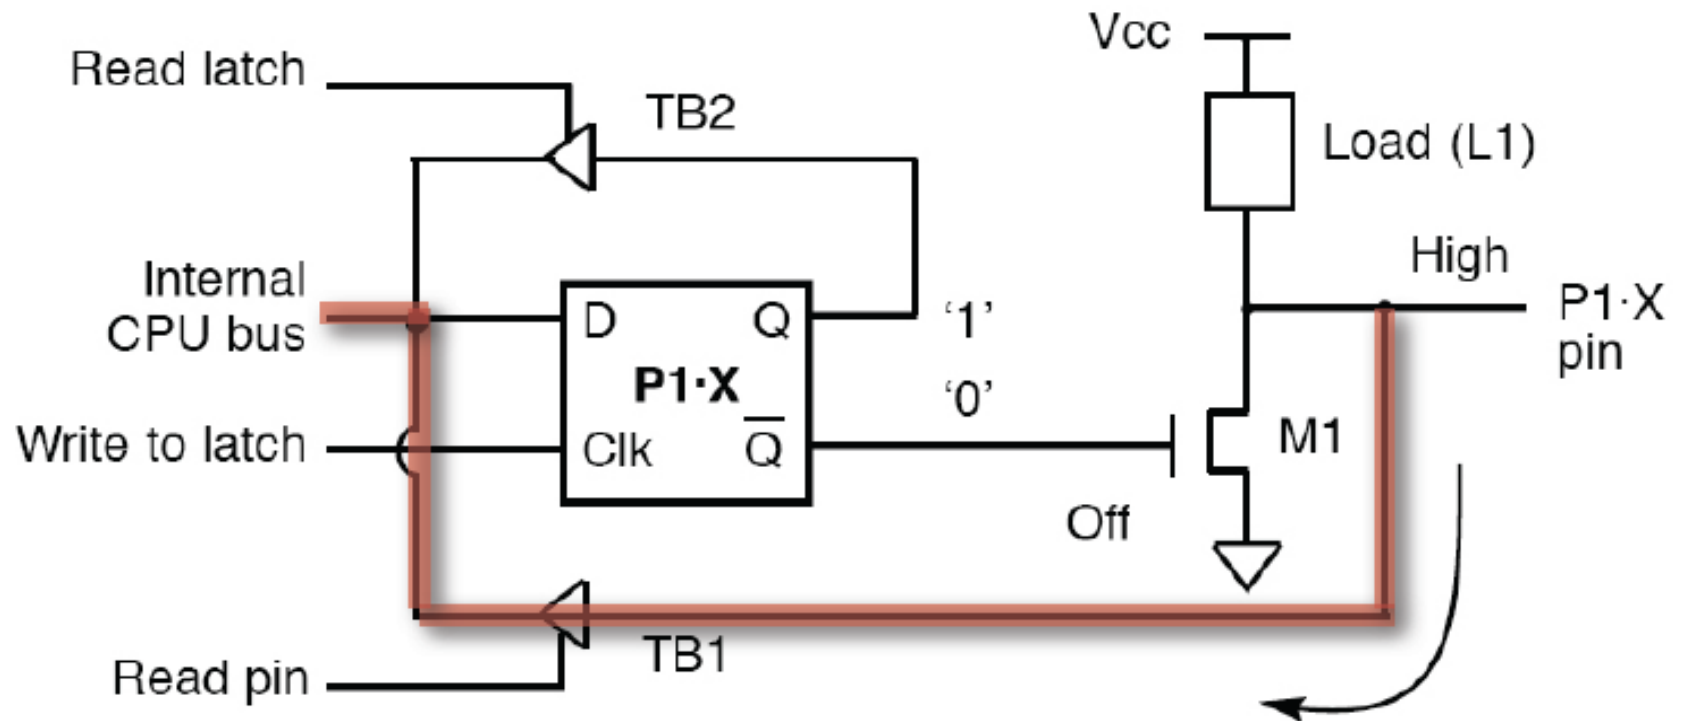 Vcc
Read latch
TB2
Load (L1)
High
Internal
CPU bus
D
Q
‘1’
P1·X
pin
P1·X
‘0’
Write to latch
Clk
Q̅
M1
Off
TB1
Read pin